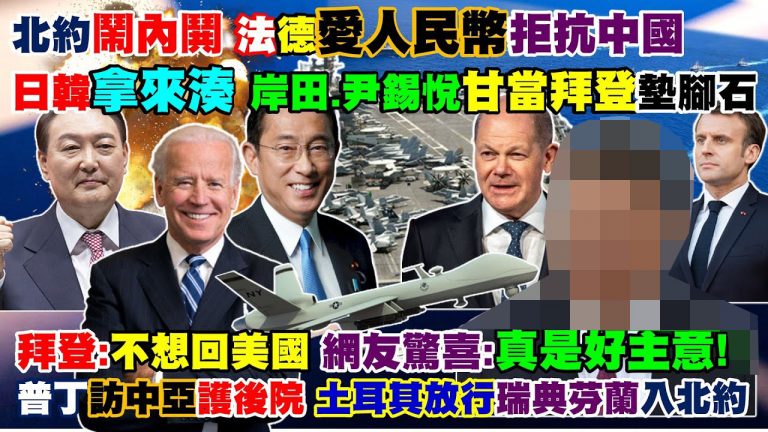 北約鬧內鬨 法德愛人民幣拒抗中國
日韓拿來湊 岸田.尹錫悅甘當拜登墊腳石
NY
拜登:不想回美國 網友驚喜:真是好主意!
普丁訪中亞護後院 土耳其放行瑞典芬蘭入北約